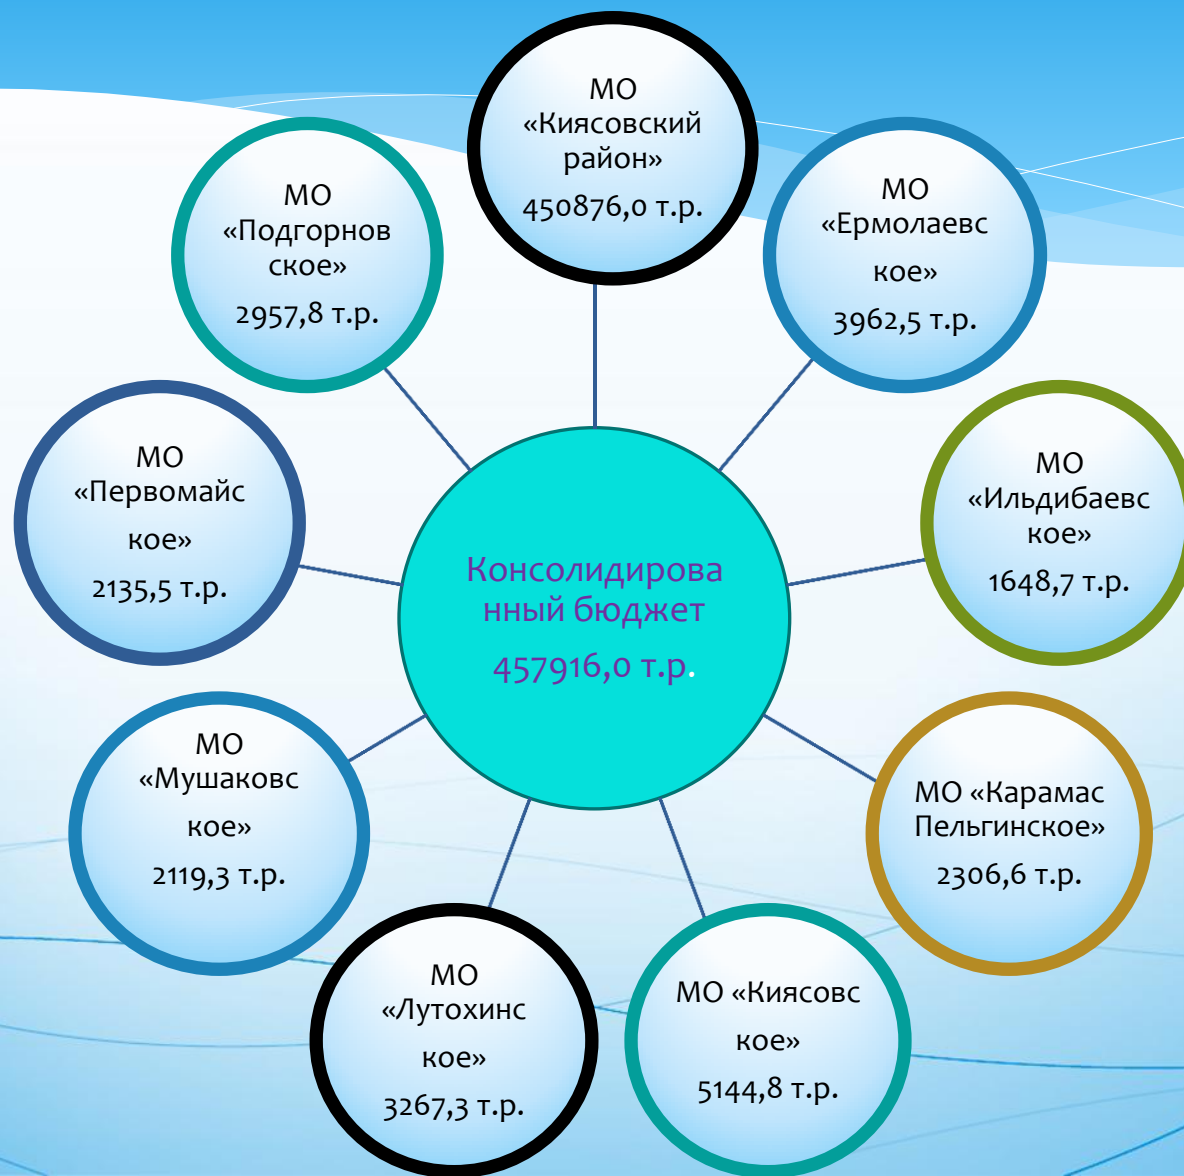 МО
«Киясовский
район»
450876,0 т.р.
МО
«Ермолаевс
кое»
3962,5 т.р.
МО
«Ильдибаевс
кое»
1648,7 т.р.
МО «Карамас
Пельгинское»
2306,6 т.р.
МО «Киясовс
кое»
5144,8 т.р.
МО
«Лутохинс
кое»
3267,3 т.р.
МО
«Мушаковс
кое»
2119,3 т.р.
МО
«Первомайс
кое»
2135,5 т.р.
МО
«Подгорнов
ское»
2957,8 т.р.
Консолидирова
нный бюджет
457916,0 т.р.